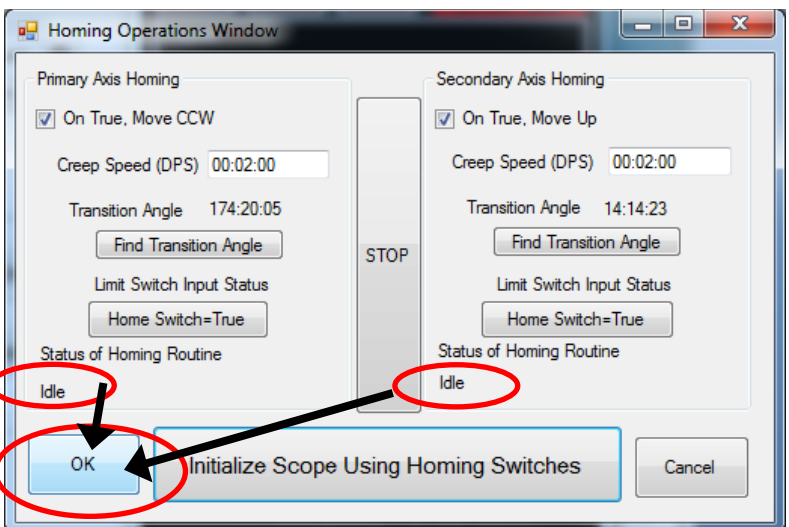 Homing Operations Window
Primary Axis Homing
On True, Move CCW
Creep Speed (DPS) 00:02:00
Transition Angle 174:20:05
Find Transition Angle
Limit Switch Input Status
Home Switch=True
Status of Homing Routine
Idle
STOP
Secondary Axis Homing
On True, Move Up
Creep Speed (DPS) 00:02:00
Transition Angle 14:14:23
Find Transition Angle
Limit Switch Input Status
Home Switch=True
Status of Homing Routine
Idle
OK
Initialize Scope Using Homing Switches
Cancel